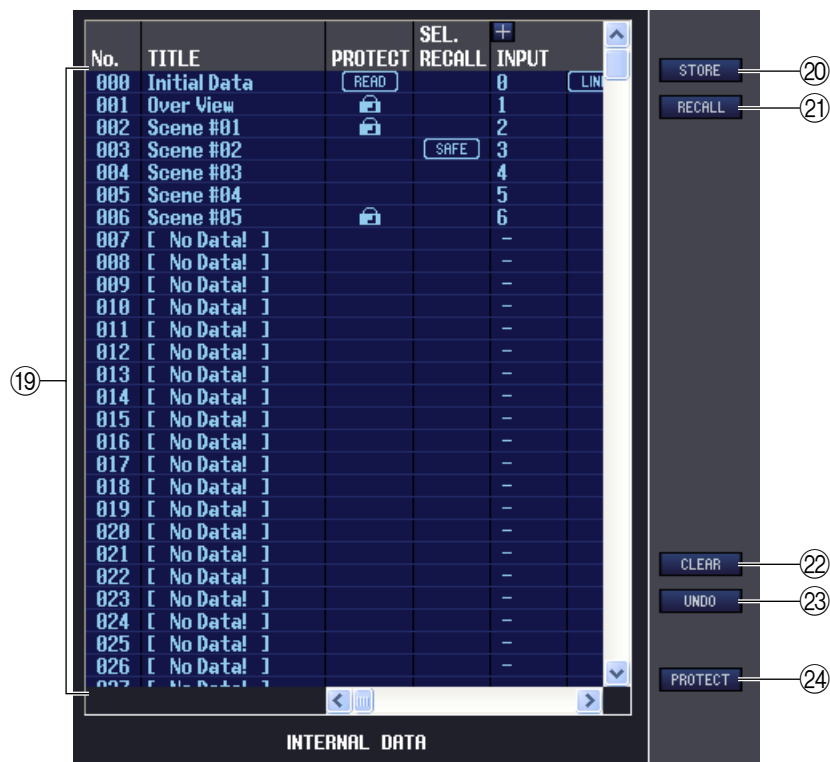 SEL. +
No. TITLE PROTECT RECALL INPUT
000 Initial Data READ 0 LIN
001 Over View 1
002 Scene #01 2
003 Scene #02 SAFE 3
004 Scene #03 4
005 Scene #04 5
006 Scene #05 6
007 [ No Data! ] –
008 [ No Data! ] –
009 [ No Data! ] –
010 [ No Data! ] –
011 [ No Data! ] –
012 [ No Data! ] –
013 [ No Data! ] –
014 [ No Data! ] –
015 [ No Data! ] –
016 [ No Data! ] –
017 [ No Data! ] –
018 [ No Data! ] –
019 [ No Data! ] –
020 [ No Data! ] –
021 [ No Data! ] –
022 [ No Data! ] –
023 [ No Data! ] –
024 [ No Data! ] –
025 [ No Data! ] –
026 [ No Data! ] –
027 [ No Data! ]
INTERNAL DATA
⑲
STORE ⑳
RECALL ㉑
CLEAR ㉒
UNDO ㉓
PROTECT ㉔